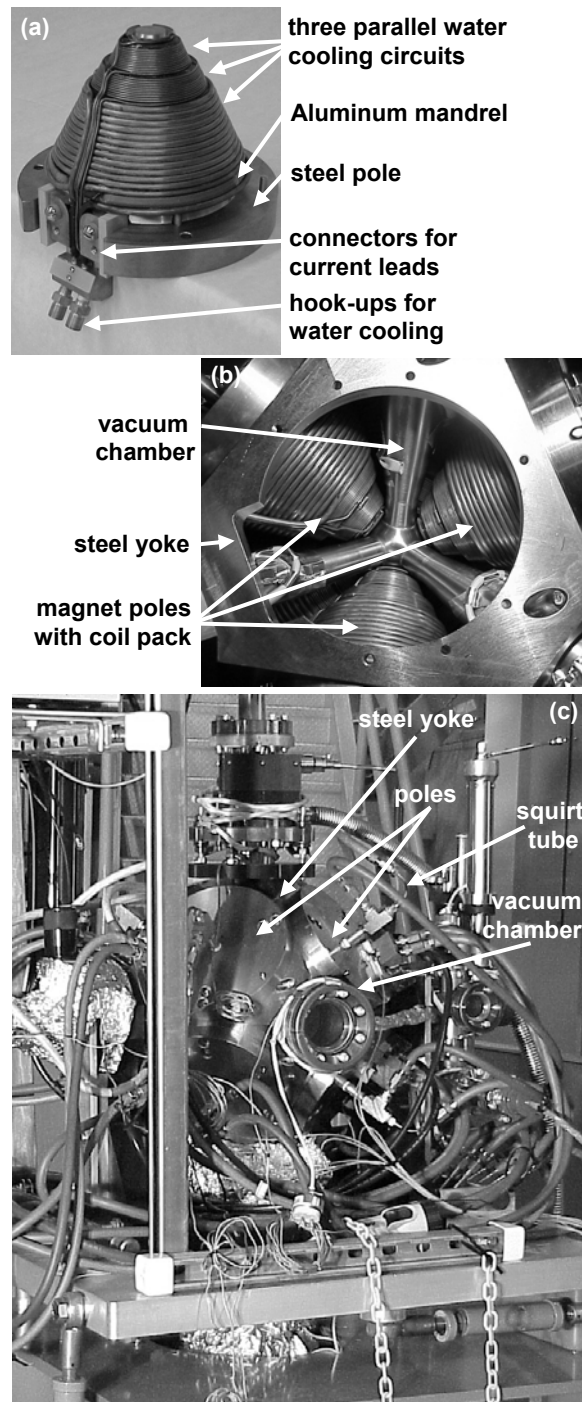 (a)
three parallel water
cooling circuits
Aluminum mandrel
steel pole
connectors for
current leads
hook-ups for
water cooling
(b)
vacuum
chamber
steel yoke
magnet poles
with coil pack
(c)
steel yoke
poles
squirt
tube
vacuum
chamber